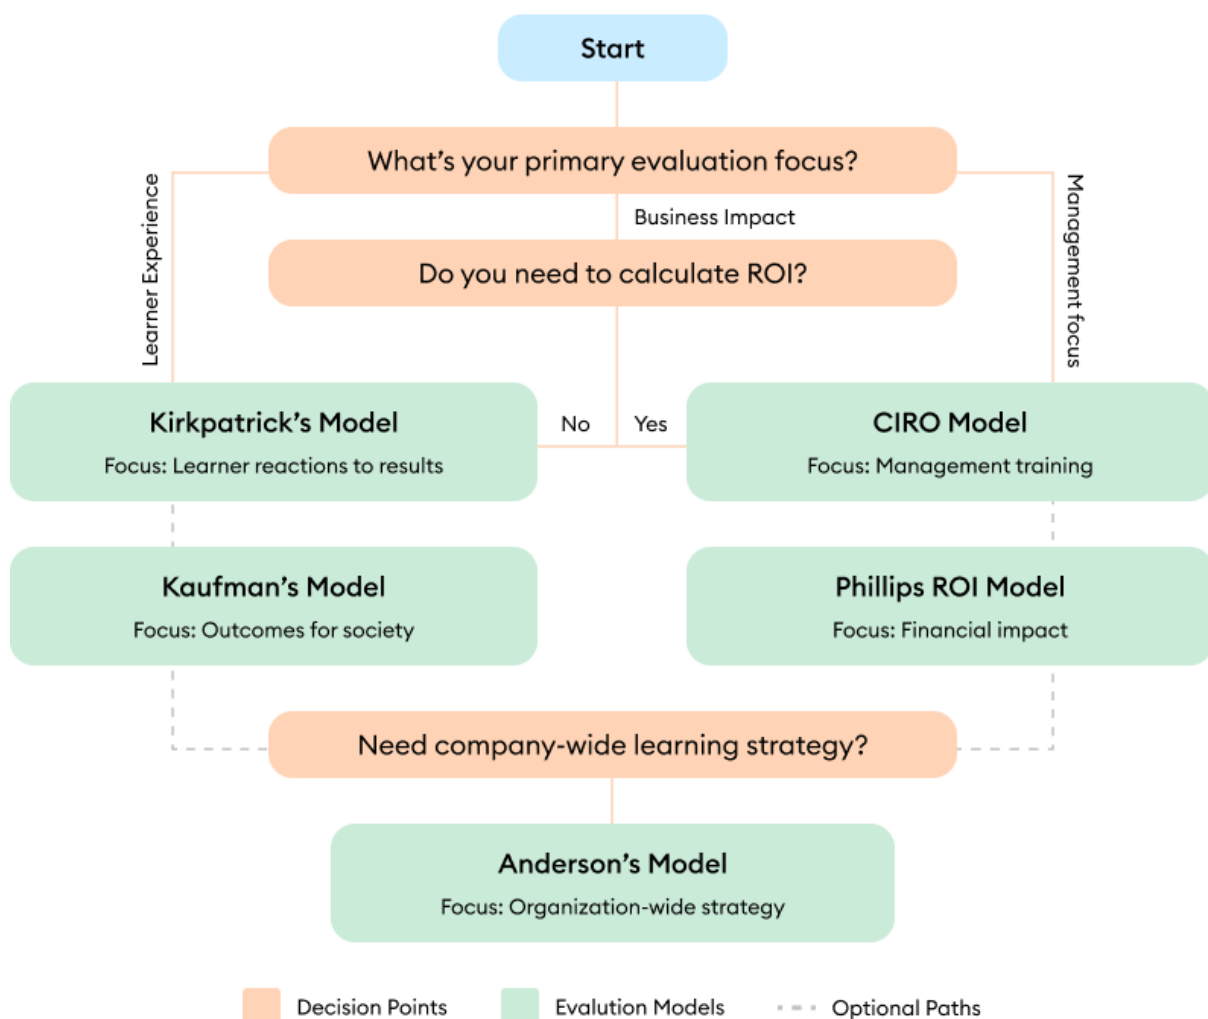 Start
What's your primary evaluation focus?
Learner Experience
Business Impact
Management focus
Do you need to calculate ROI?
Kirkpatrick's Model
Focus: Learner reactions to results
No
Yes
CIRO Model
Focus: Management training
Kaufman's Model
Focus: Outcomes for society
Phillips ROI Model
Focus: Financial impact
Need company-wide learning strategy?
Anderson's Model
Focus: Organization-wide strategy
Decision Points
Evalution Models
Optional Paths